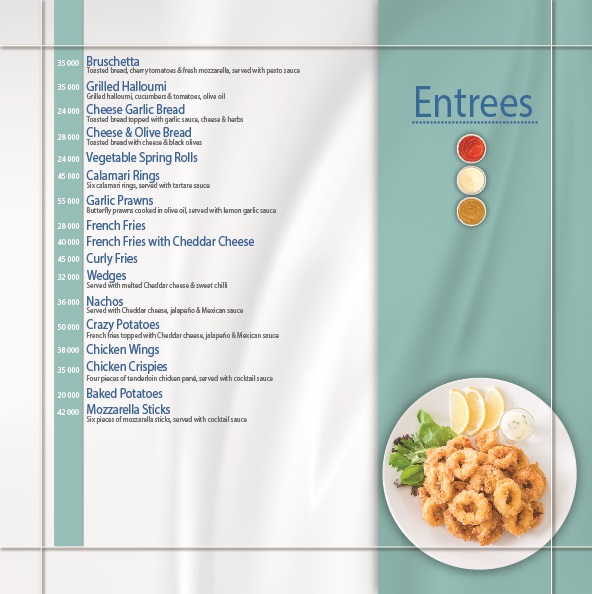 35 000 Bruschetta
Toasted bread, cherry tomatoes & fresh mozzarella, served with pesto sauce
35 000 Grilled Halloumi
Grilled halloumi, cucumbers & tomatoes, olive oil
24 000 Cheese Garlic Bread
Toasted bread topped with garlic sauce, cheese & herbs
28 000 Cheese & Olive Bread
Toasted bread with cheese & black olives
24 000 Vegetable Spring Rolls
45 000 Calamari Rings
Six calamari rings, served with tartare sauce
55 000 Garlic Prawns
Butterfly prawns cooked in olive oil, served with lemon garlic sauce
28 000 French Fries
40 000 French Fries with Cheddar Cheese
45 000 Curly Fries
32 000 Wedges
Served with melted Cheddar cheese & sweet chilli
36 000 Nachos
Served with Cheddar cheese, jalapeño & Mexican sauce
50 000 Crazy Potatoes
French fries topped with Cheddar cheese, jalapeño & Mexican sauce
38 000 Chicken Wings
35 000 Chicken Crispies
Four pieces of tenderloin chicken pané, served with cocktail sauce
20 000 Baked Potatoes
42 000 Mozzarella Sticks
Six pieces of mozzarella sticks, served with cocktail sauce
Entrees